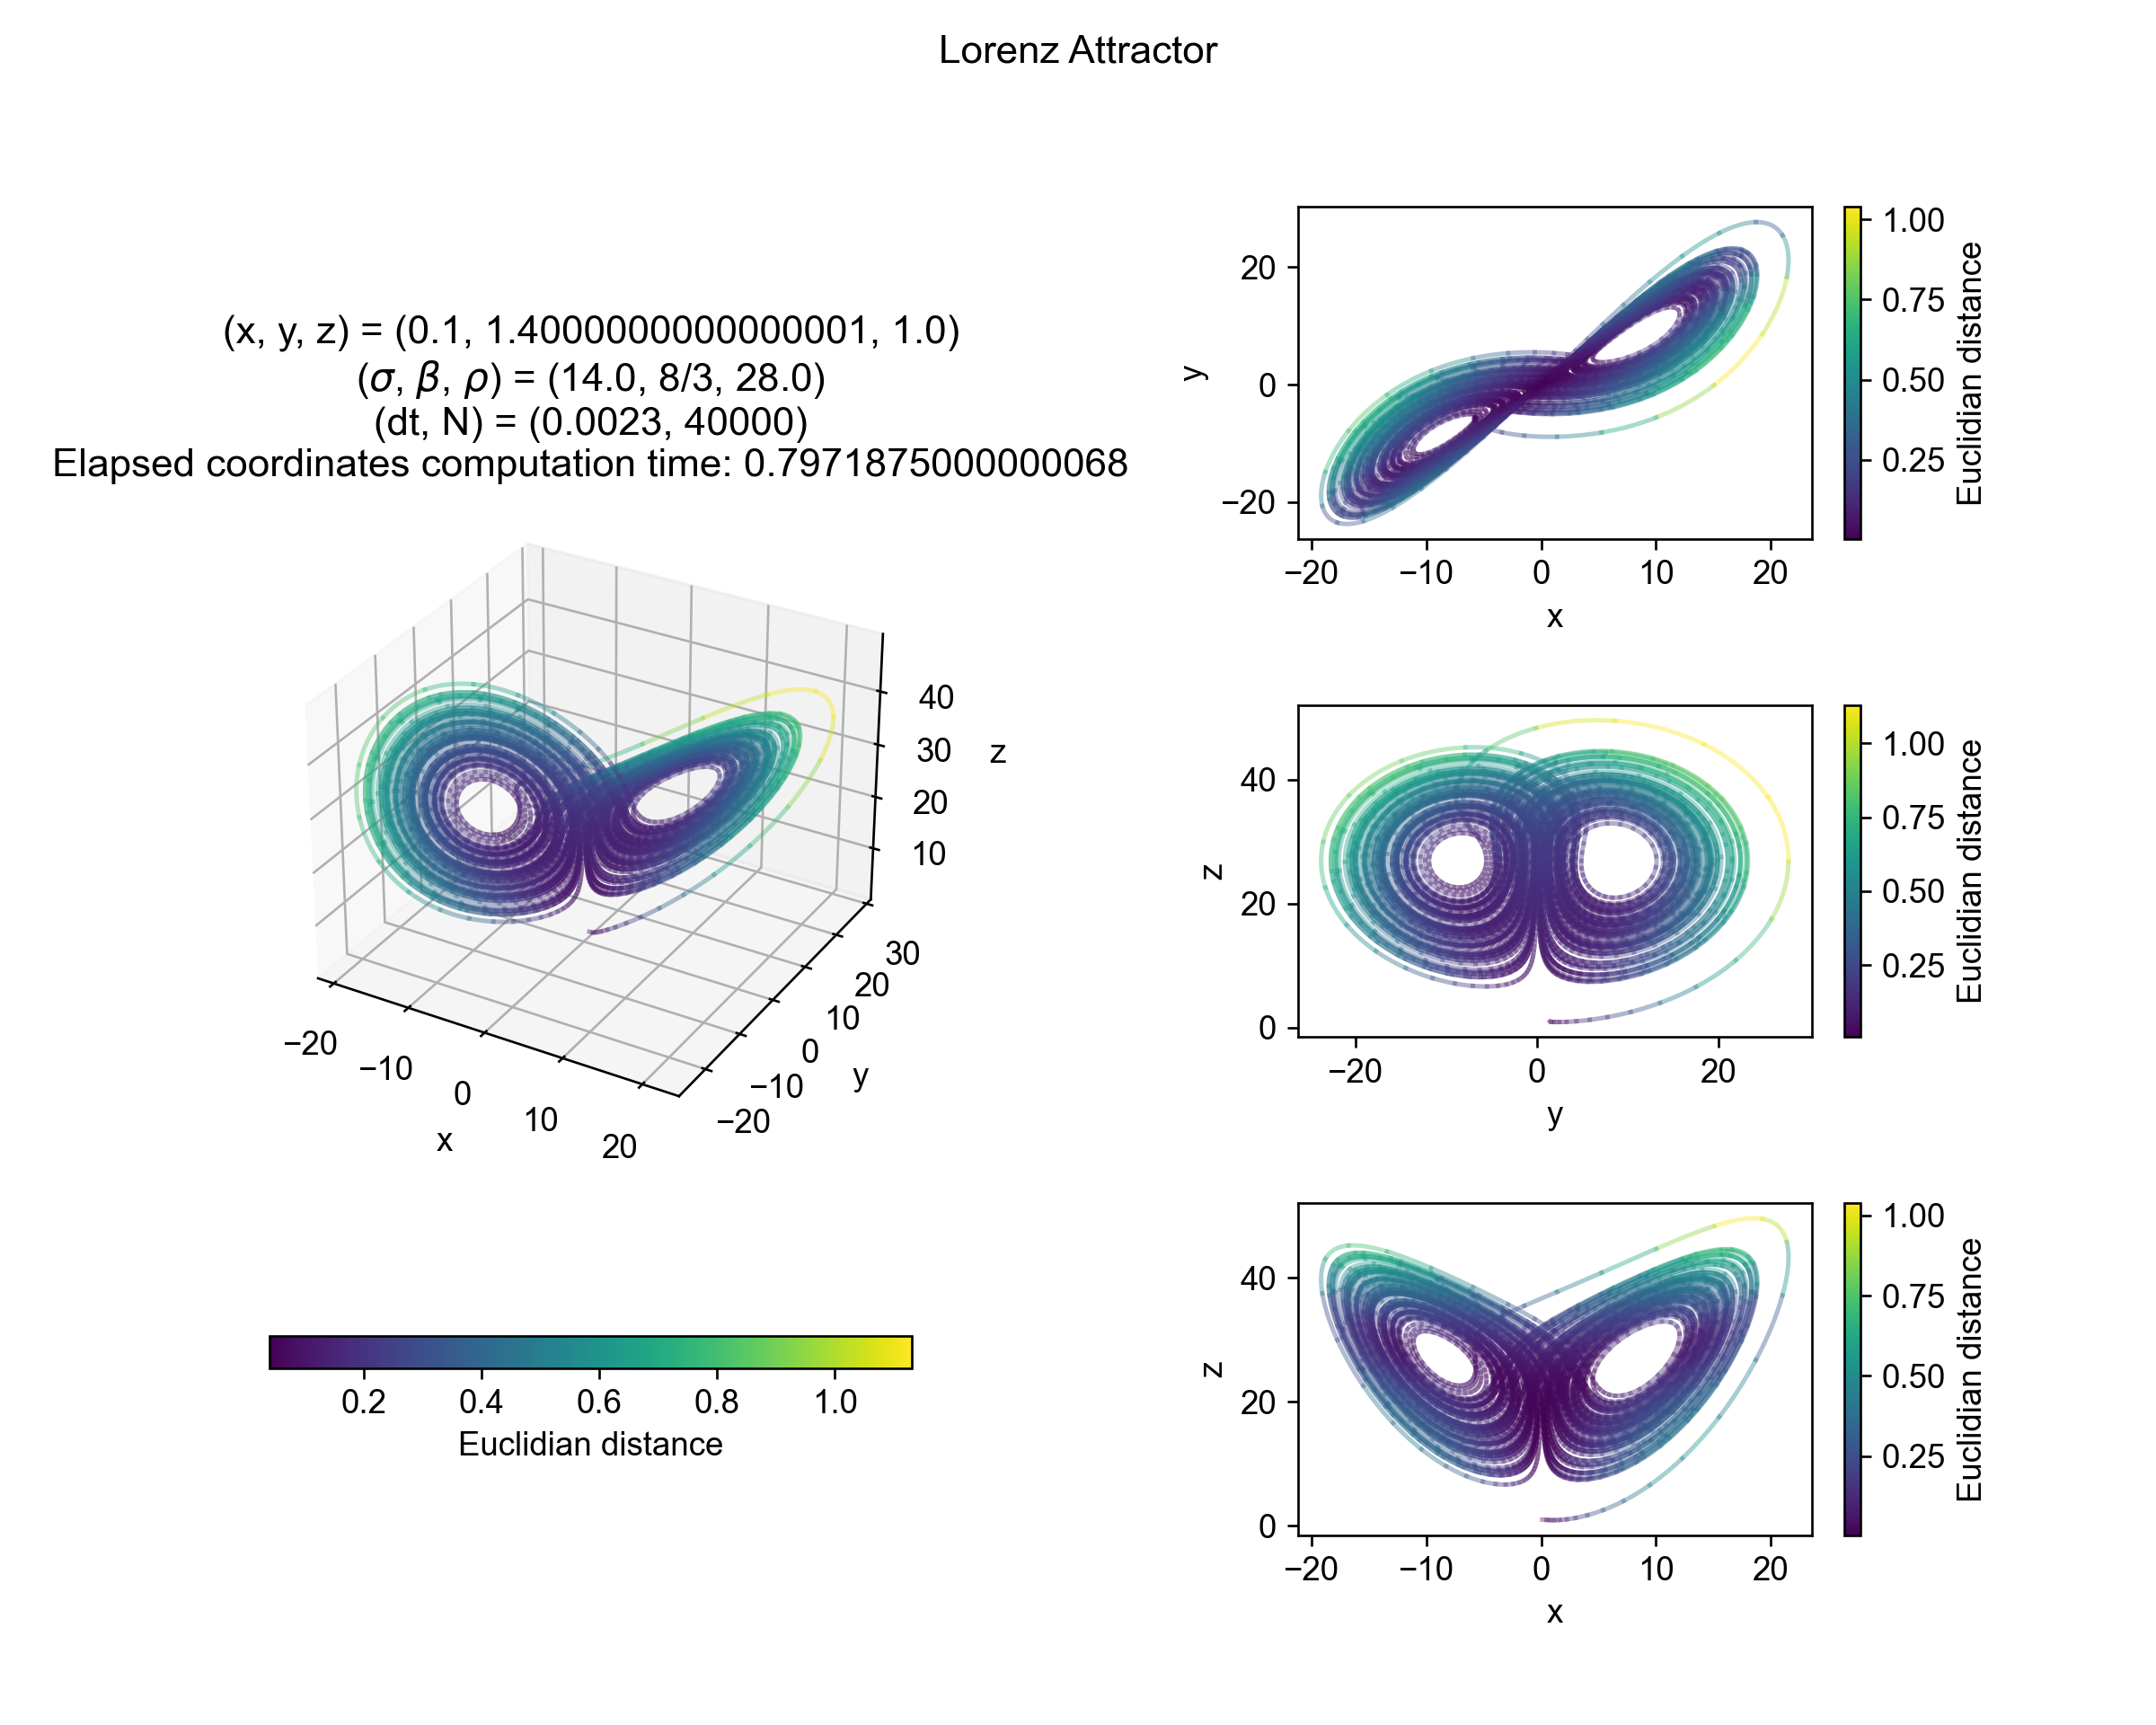 Lorenz Attractor
(x, y, z) = (0.1, 1.4000000000000001, 1.0)
(σ, β, ρ) = (14.0, 8/3, 28.0)
(dt, N) = (0.0023, 40000)
Elapsed coordinates computation time: 0.7971875000000068
40
30
20
10
z
30
20
10
0
−10
−20
y
−20
−10
0
10
20
x
0.2 0.4 0.6 0.8 1.0
Euclidian distance
20
0
−20
y
−20 −10 0 10 20
x
1.00
0.75
0.50
0.25
Euclidian distance
40
20
0
z
−20 0 20
y
1.00
0.75
0.50
0.25
Euclidian distance
40
20
0
z
−20 −10 0 10 20
x
1.00
0.75
0.50
0.25
Euclidian distance